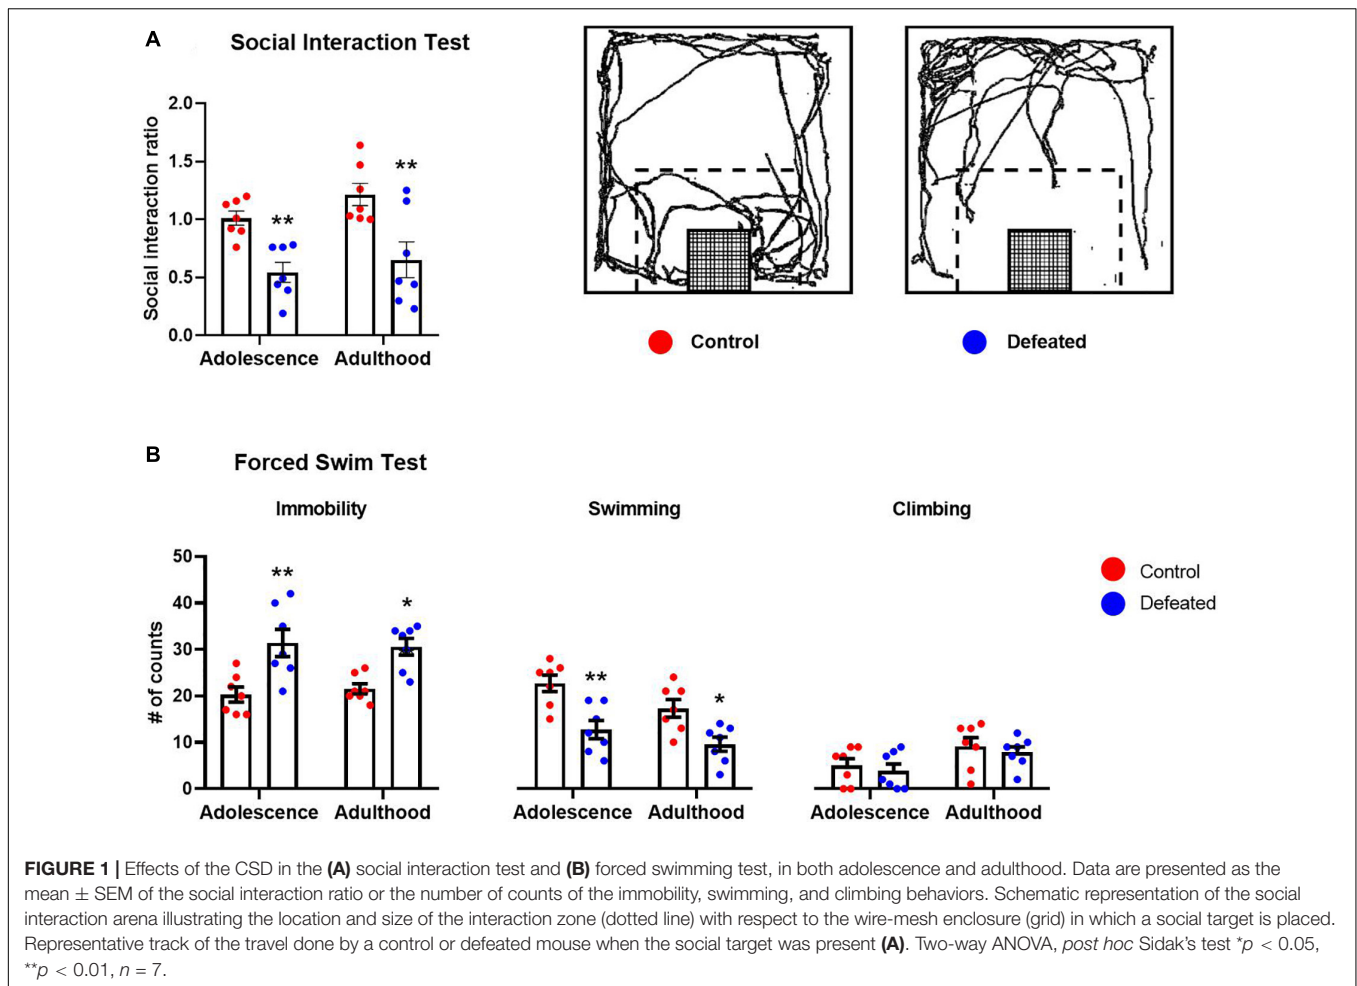 A
Social Interaction Test
Social interaction ratio
2.0
1.5
1.0
0.5
0.0
**
**
Adolescence
Adulthood
Control
Defeated
B
Forced Swim Test
Immobility
Swimming
Climbing
# of counts
50
40
30
20
10
0
**
*
**
*
Adolescence
Adulthood
Adolescence
Adulthood
Adolescence
Adulthood
Control
Defeated
FIGURE 1 | Effects of the CSD in the (A) social interaction test and (B) forced swimming test, in both adolescence and adulthood. Data are presented as the
mean ± SEM of the social interaction ratio or the number of counts of the immobility, swimming, and climbing behaviors. Schematic representation of the social
interaction arena illustrating the location and size of the interaction zone (dotted line) with respect to the wire-mesh enclosure (grid) in which a social target is placed.
Representative track of the travel done by a control or defeated mouse when the social target was present (A). Two-way ANOVA, post hoc Sidak's test *p < 0.05,
**p < 0.01, n = 7.